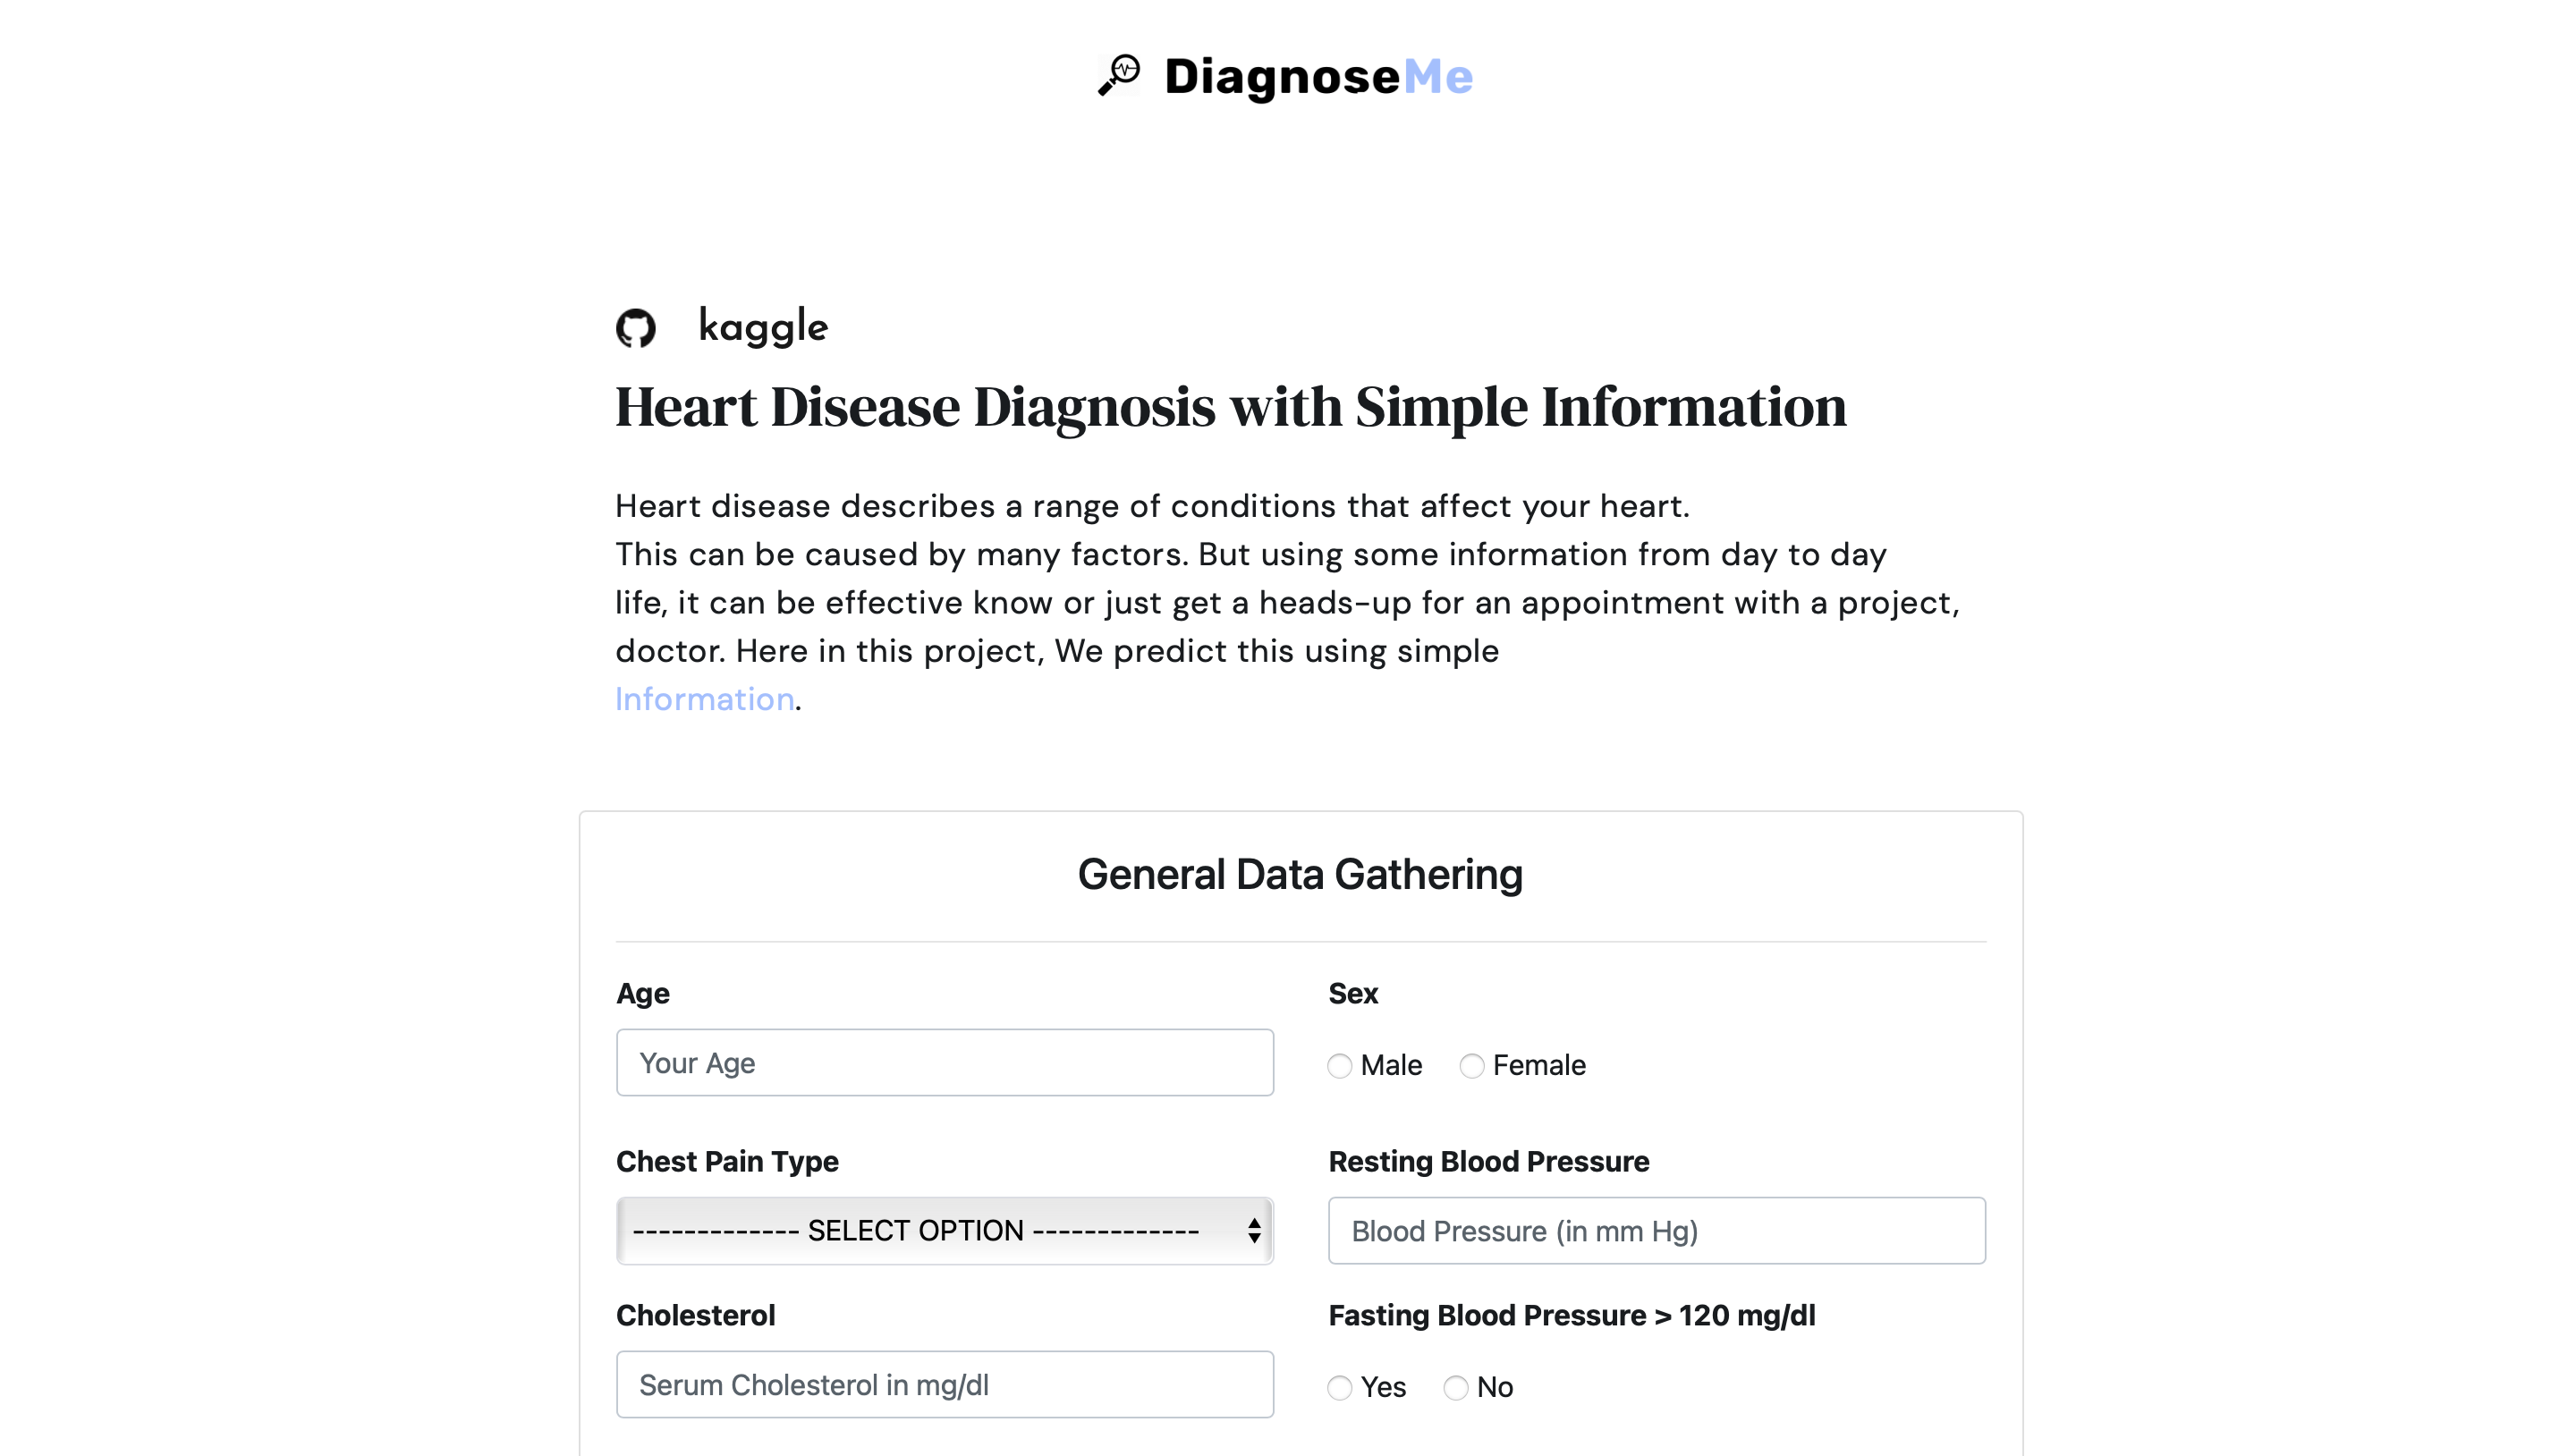 DiagnoseMe
kaggle
Heart Disease Diagnosis with Simple Information
Heart disease describes a range of conditions that affect your heart.
This can be caused by many factors. But using some information from day to day
life, it can be effective know or just get a heads-up for an appointment with a project,
doctor. Here in this project, We predict this using simple
Information.
General Data Gathering
Age
Sex
Your Age
Male
Female
Chest Pain Type
Resting Blood Pressure
------------- SELECT OPTION -------------
Blood Pressure (in mm Hg)
Cholesterol
Fasting Blood Pressure > 120 mg/dl
Serum Cholesterol in mg/dl
Yes
No